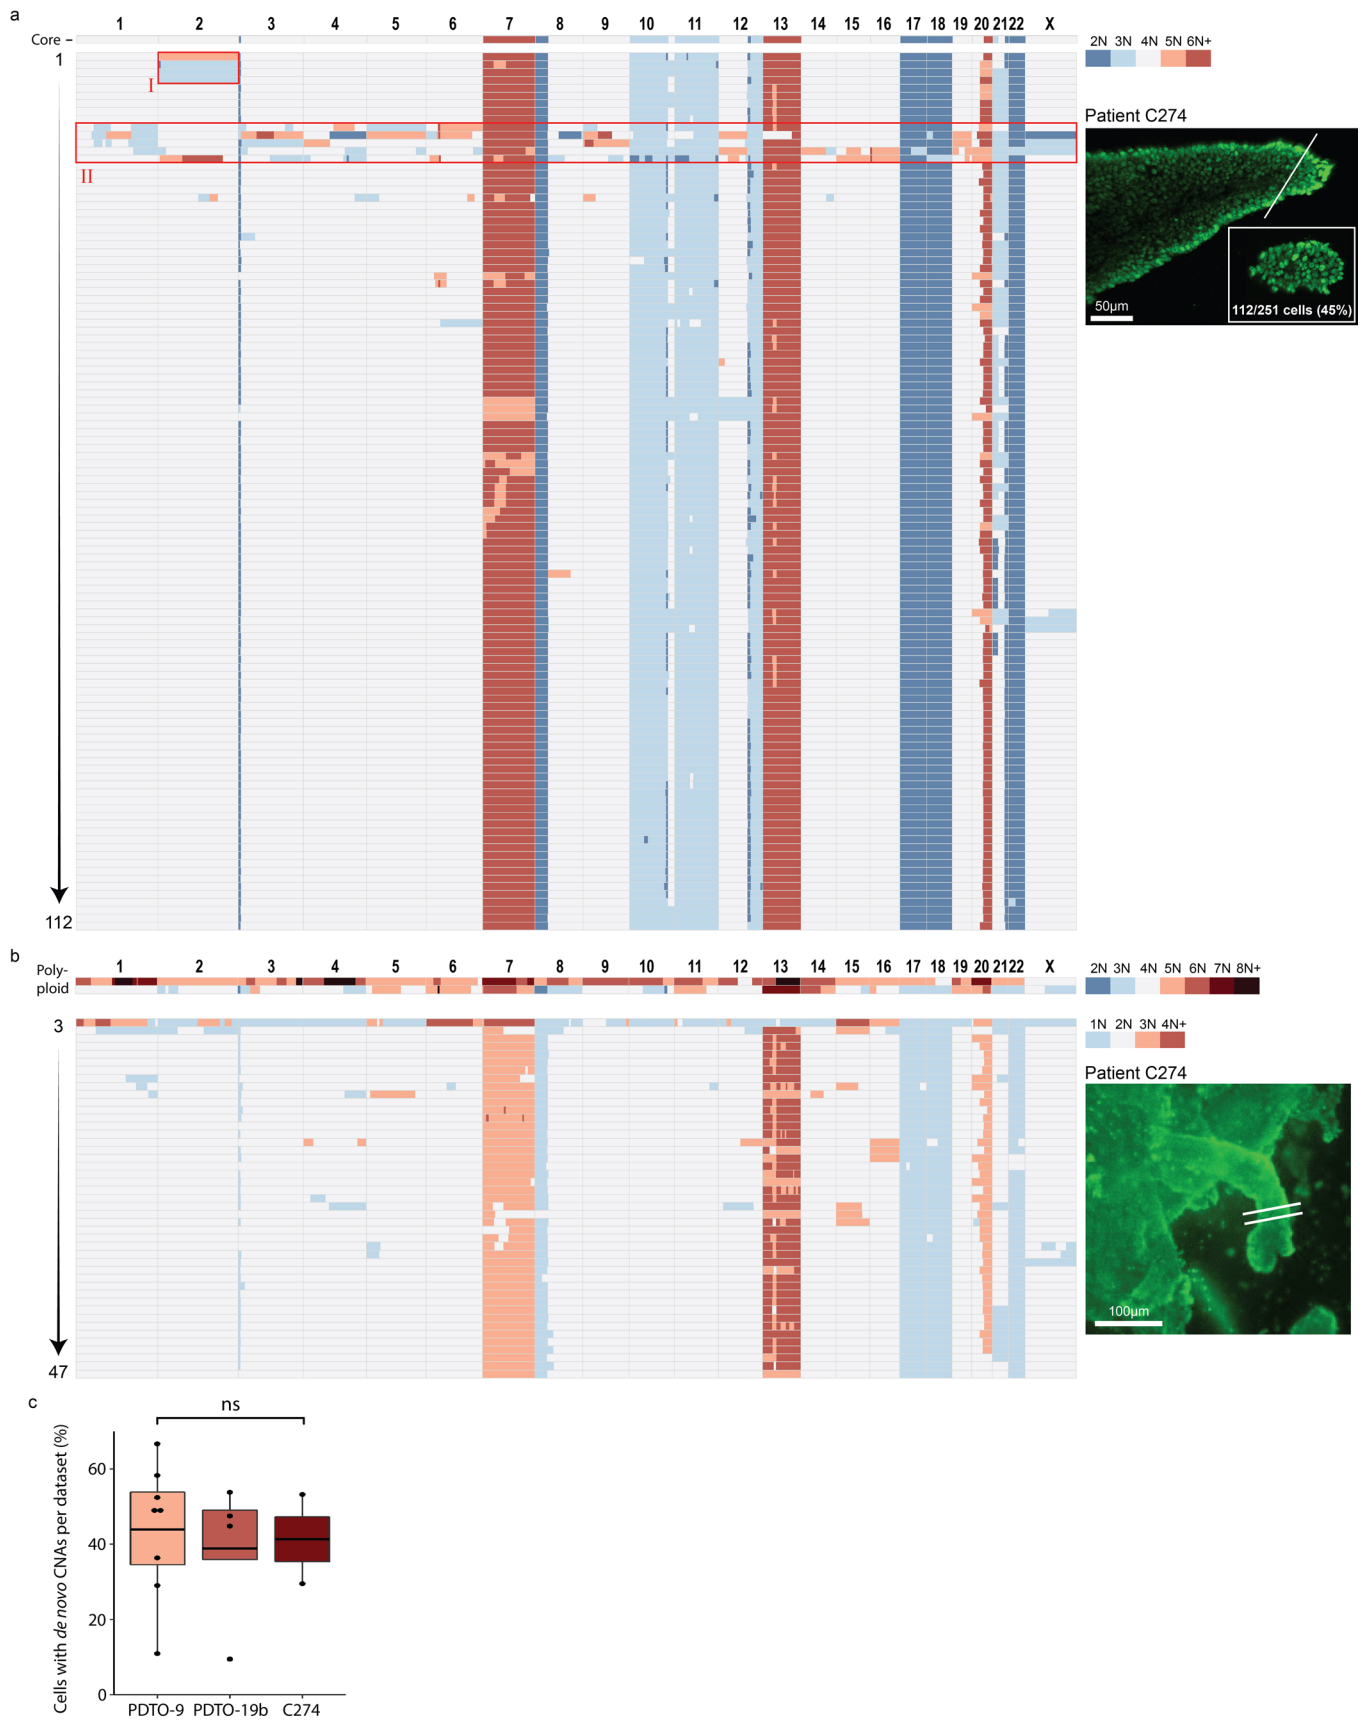 a
1 2 3 4 5 6 7 8 9 10 11 12 13 14 15 16 17 18 19 20 21 22 X
Core
2N 3N 4N 5N 6N+
1
I
II
112
Patient C274
50µm
112/251 cells (45%)
b
1 2 3 4 5 6 7 8 9 10 11 12 13 14 15 16 17 18 19 20 21 22 X
Poly-
ploid
2N 3N 4N 5N 6N 7N 8N+
3
1N 2N 3N 4N+
47
Patient C274
100µm
c
ns
Cells with de novo CNAs per dataset (%)
60
40
20
0
PDTO-9 PDTO-19b C274